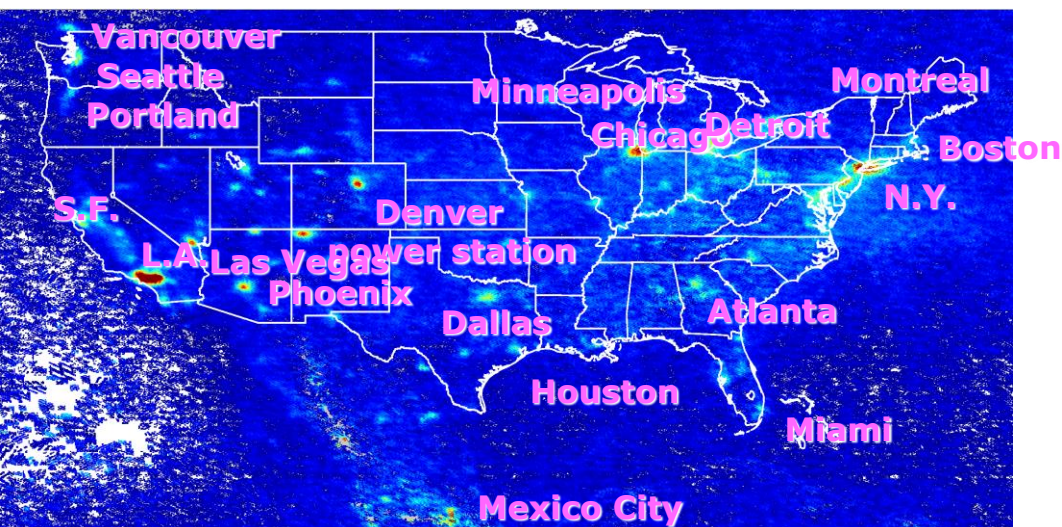 Vancouver
Seattle
Portland
Minneapolis
Montreal
Chicago
Detroit
Boston
N.Y.
S.F.
Denver
L.A.
Las Vegas
power station
Phoenix
Dallas
Atlanta
Houston
Miami
Mexico City